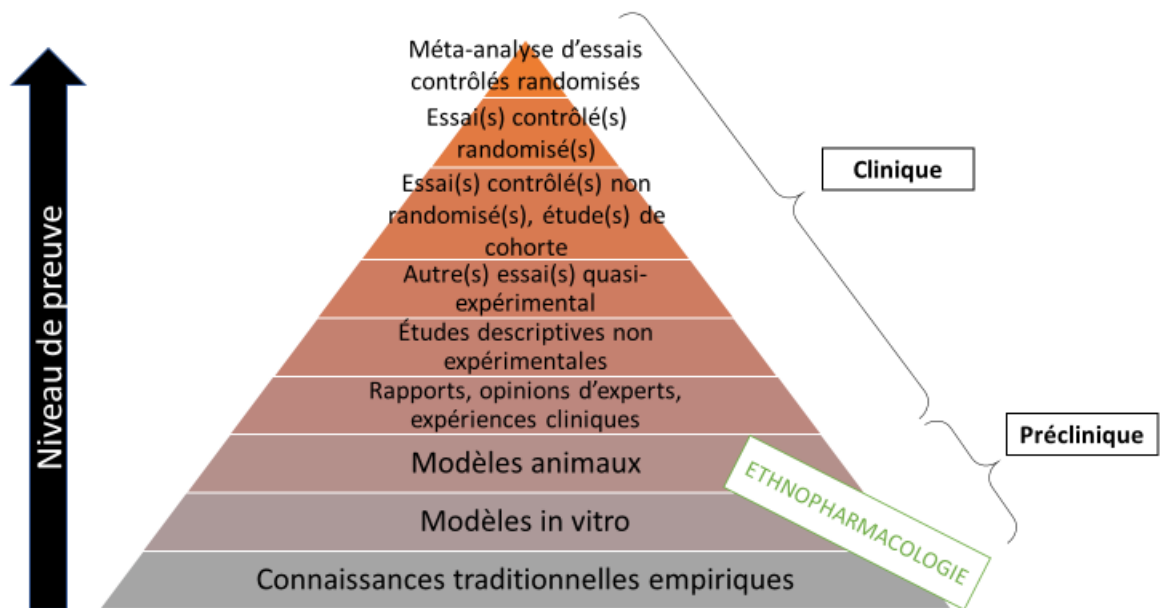 Méta-analyse d'essais
contrôlés randomisés
Essai(s) contrôlé(s)
randomisé(s)
Essai(s) contrôlé(s) non
randomisé(s), étude(s) de
cohorte
Autre(s) essai(s) quasi-
expérimental
Études descriptives non
expérimentales
Rapports, opinions d'experts,
expériences cliniques
Modèles animaux
Modèles in vitro
Connaissances traditionnelles empiriques
Niveau de preuve
Clinique
Préclinique
ETHNOPHARMACOLOGIE